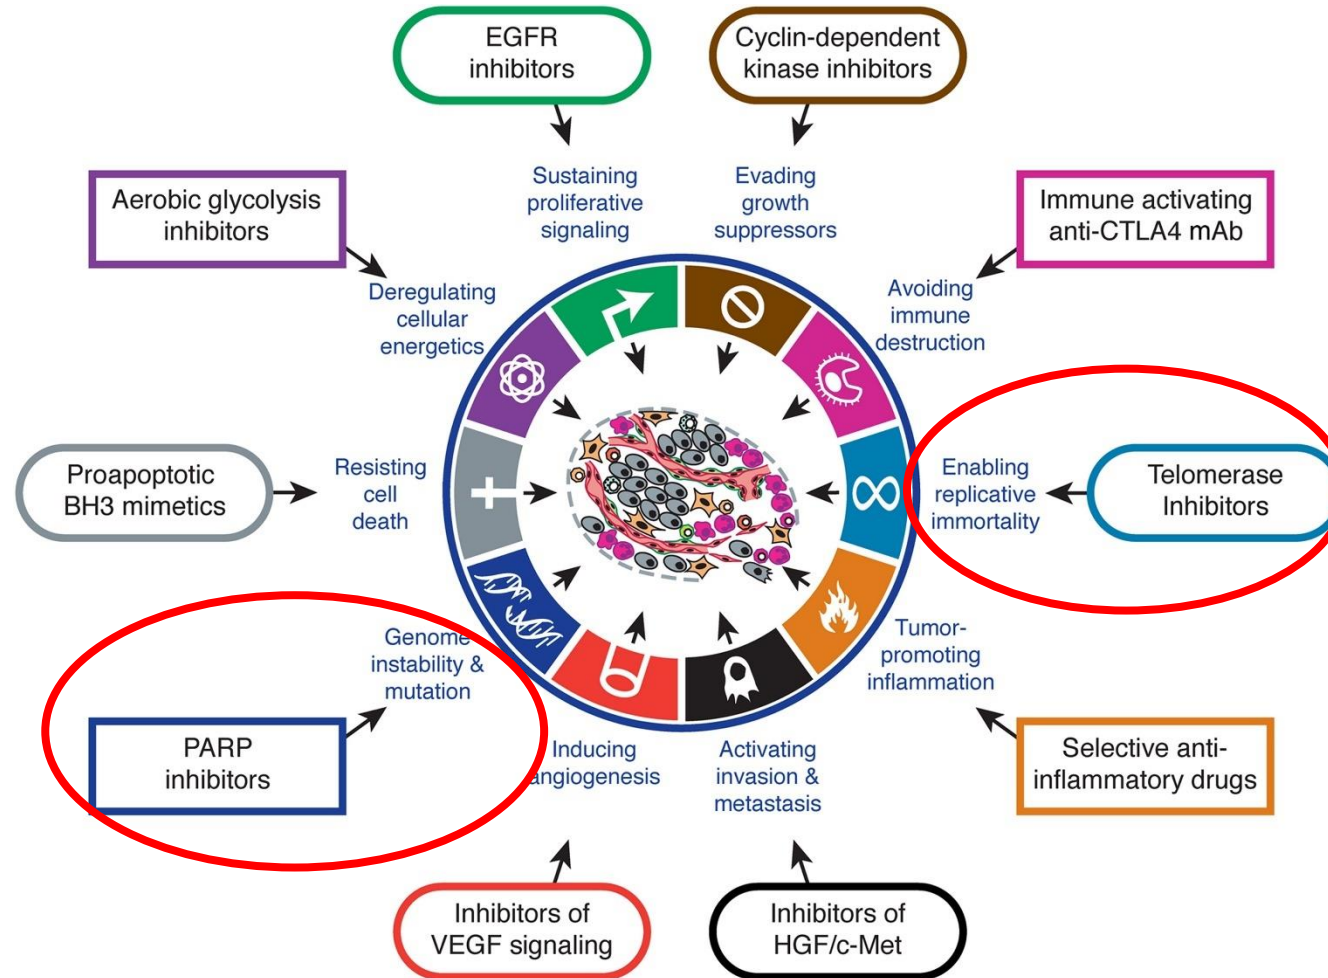 EGFR
inhibitors
Cyclin-dependent
kinase inhibitors
Sustaining
proliferative
signaling
Evading
growth
suppressors
Aerobic glycolysis
inhibitors
Immune activating
anti-CTLA4 mAb
Deregulating
cellular
energetics
Avoiding
immune
destruction
Proapoptotic
BH3 mimetics
Resisting
cell
death
Enabling
replicative
immortality
Telomerase
Inhibitors
Genome
instability &
mutation
Tumor-
promoting
inflammation
PARP
inhibitors
Inducing
angiogenesis
Activating
invasion &
metastasis
Selective anti-
inflammatory drugs
Inhibitors of
VEGF signaling
Inhibitors of
HGF/c-Met